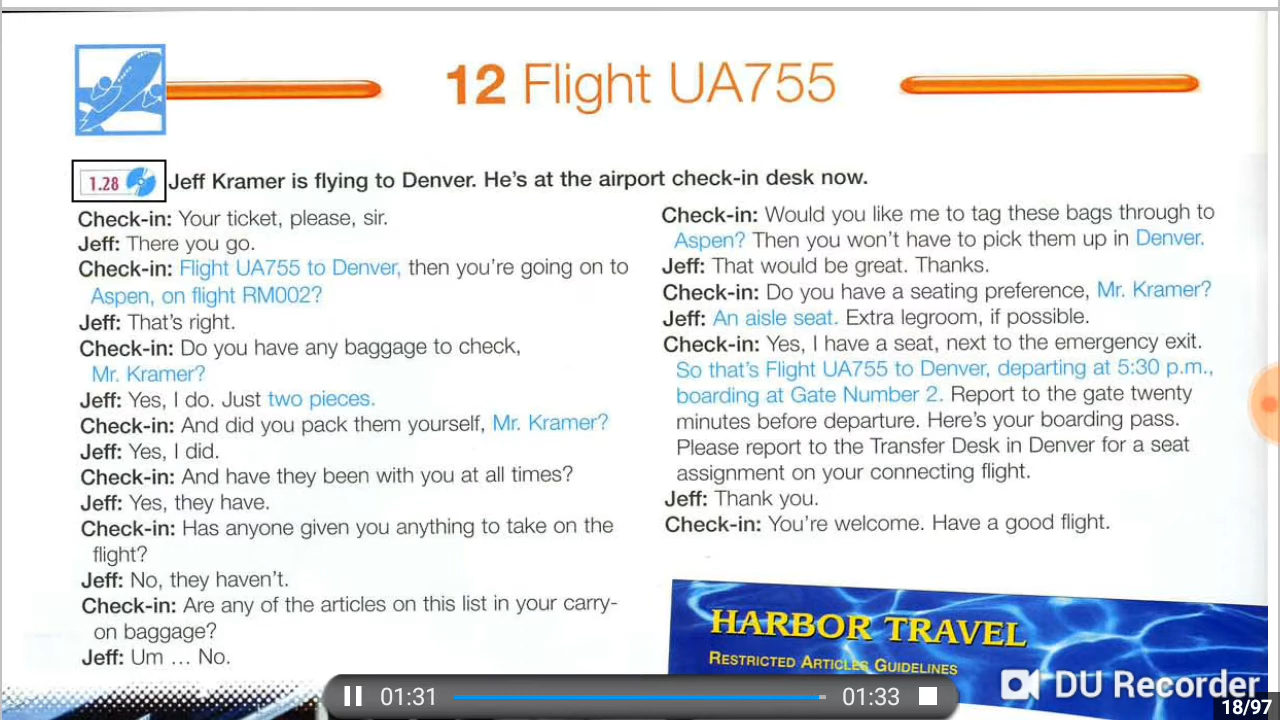 12 Flight UA755
1.28
Jeff Kramer is flying to Denver. He's at the airport check-in desk now.
Check-in: Your ticket, please, sir.
Jeff: There you go.
Check-in: Flight UA755 to Denver, then you're going on to
Aspen, on flight RM002?
Jeff: That's right.
Check-in: Do you have any baggage to check,
Mr. Kramer?
Jeff: Yes, I do. Just two pieces.
Check-in: And did you pack them yourself, Mr. Kramer?
Jeff: Yes, I did.
Check-in: And have they been with you at all times?
Jeff: Yes, they have.
Check-in: Has anyone given you anything to take on the
flight?
Jeff: No, they haven't.
Check-in: Are any of the articles on this list in your carry-
on baggage?
Jeff: Um ... No.
Check-in: Would you like me to tag these bags through to
Aspen? Then you won't have to pick them up in Denver.
Jeff: That would be great. Thanks.
Check-in: Do you have a seating preference, Mr. Kramer?
Jeff: An aisle seat. Extra legroom, if possible.
Check-in: Yes, I have a seat, next to the emergency exit.
So that's Flight UA755 to Denver, departing at 5:30 p.m.,
boarding at Gate Number 2. Report to the gate twenty
minutes before departure. Here's your boarding pass.
Please report to the Transfer Desk in Denver for a seat
assignment on your connecting flight.
Jeff: Thank you.
Check-in: You're welcome. Have a good flight.
HARBOR TRAVEL
RESTRICTED ARTICLES GUIDELINES
01:31
01:33
DU Recorder
18/97